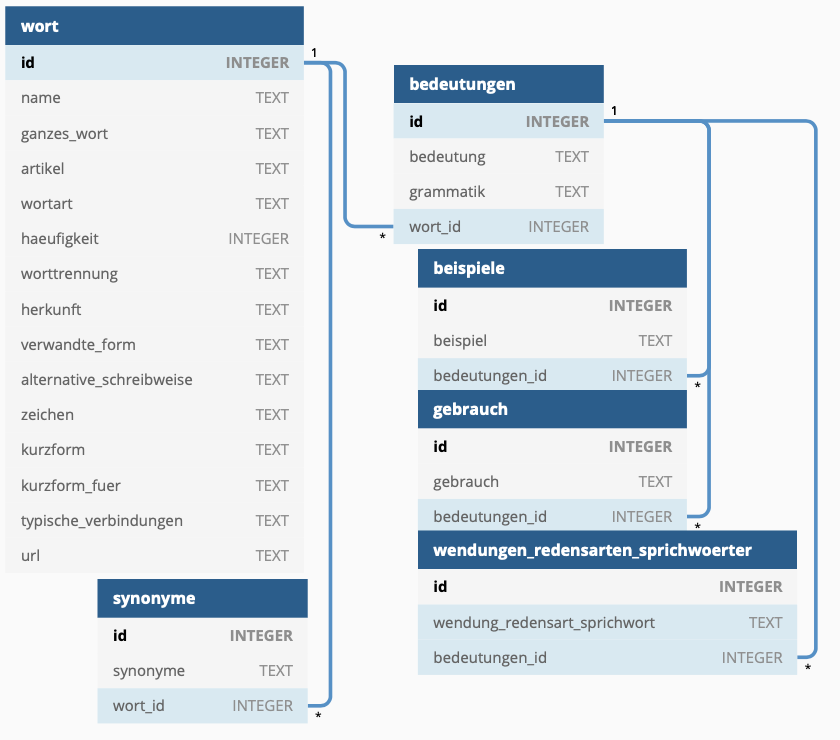 wort
id INTEGER
name TEXT
ganzes_wort TEXT
artikel TEXT
wortart TEXT
haeufigkeit INTEGER
worttrennung TEXT
herkunft TEXT
verwandte_form TEXT
alternative_schreibweise TEXT
zeichen TEXT
kurzform TEXT
kurzform_fuer TEXT
typische_verbindungen TEXT
url TEXT
1
*
synonyme
id INTEGER
synonyme TEXT
wort_id INTEGER
*
bedeutungen
id INTEGER
1
bedeutung TEXT
grammatik TEXT
wort_id INTEGER
beispiele
id INTEGER
beispiel TEXT
bedeutungen_id INTEGER
*
gebrauch
id INTEGER
gebrauch TEXT
bedeutungen_id INTEGER
*
wendungen_redensarten_sprichwoerter
id INTEGER
wendung_redensart_sprichwort TEXT
bedeutungen_id INTEGER
*